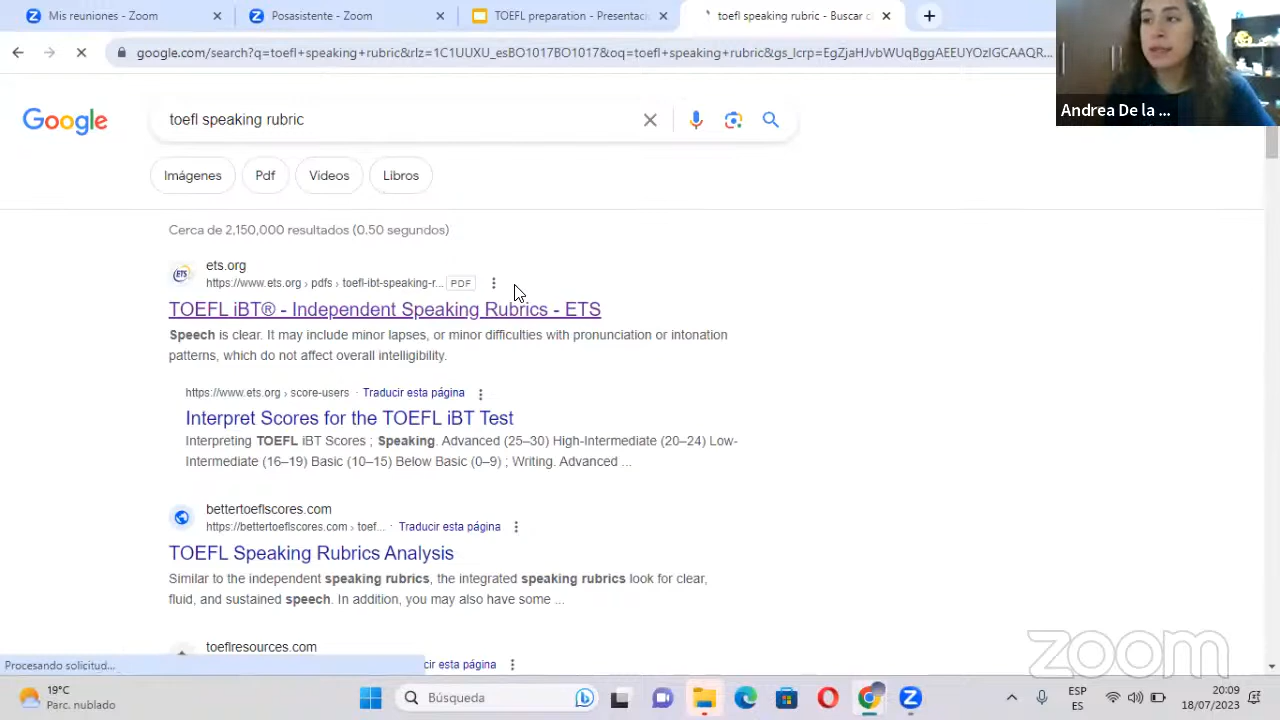 Mis reuniones - Zoom
Posasistente - Zoom
TOEFL preparation - Presentac
toefl speaking rubric - Buscar c
google.com/search?q=toefl+speaking+rubric&rlz=1C1UUXU_esBO1017BO1017&oq=toefl+speaking+rubric&gs_lcrp=EgZjaHJvbWUqBggAEEUYOzIGCAAQR...
Andrea De la ...
Google
toefl speaking rubric
Imágenes
Pdf
Videos
Libros
Cerca de 2,150,000 resultados (0.50 segundos)
ETS
ets.org
https://www.ets.org › pdfs › toefl-ibt-speaking-r... PDF
TOEFL iBT® - Independent Speaking Rubrics - ETS
Speech is clear. It may include minor lapses, or minor difficulties with pronunciation or intonation
patterns, which do not affect overall intelligibility.
https://www.ets.org › score-users · Traducir esta página
Interpret Scores for the TOEFL iBT Test
Interpreting TOEFL iBT Scores ; Speaking. Advanced (25–30) High-Intermediate (20–24) Low-
Intermediate (16–19) Basic (10–15) Below Basic (0–9) ; Writing. Advanced ...
bettertoeflscores.com
https://bettertoeflscores.com › toef... · Traducir esta página
TOEFL Speaking Rubrics Analysis
Similar to the independent speaking rubrics, the integrated speaking rubrics look for clear,
fluid, and sustained speech. In addition, you may also have some ...
toeflresources.com
cir esta página
Procesando solicitud...
zoom
19°C
Parc. nublado
Búsqueda
ESP
ES
20:09
18/07/2023